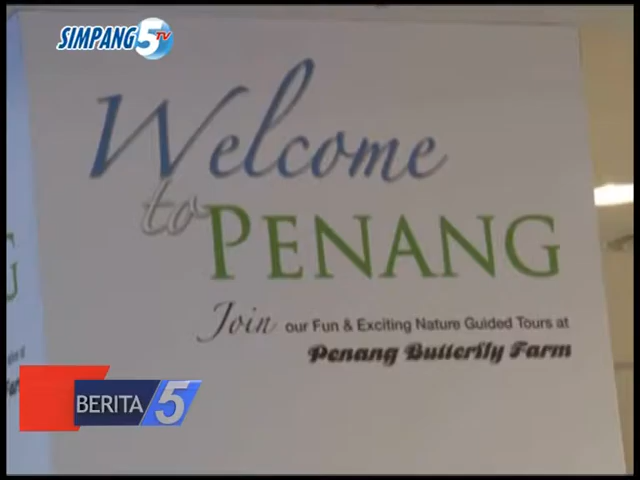 SIMPANG 5 TV
Welcome
to PENANG
Join our Fun & Exciting Nature Guided Tours at
Penang Butterfly Farm
BERITA 5